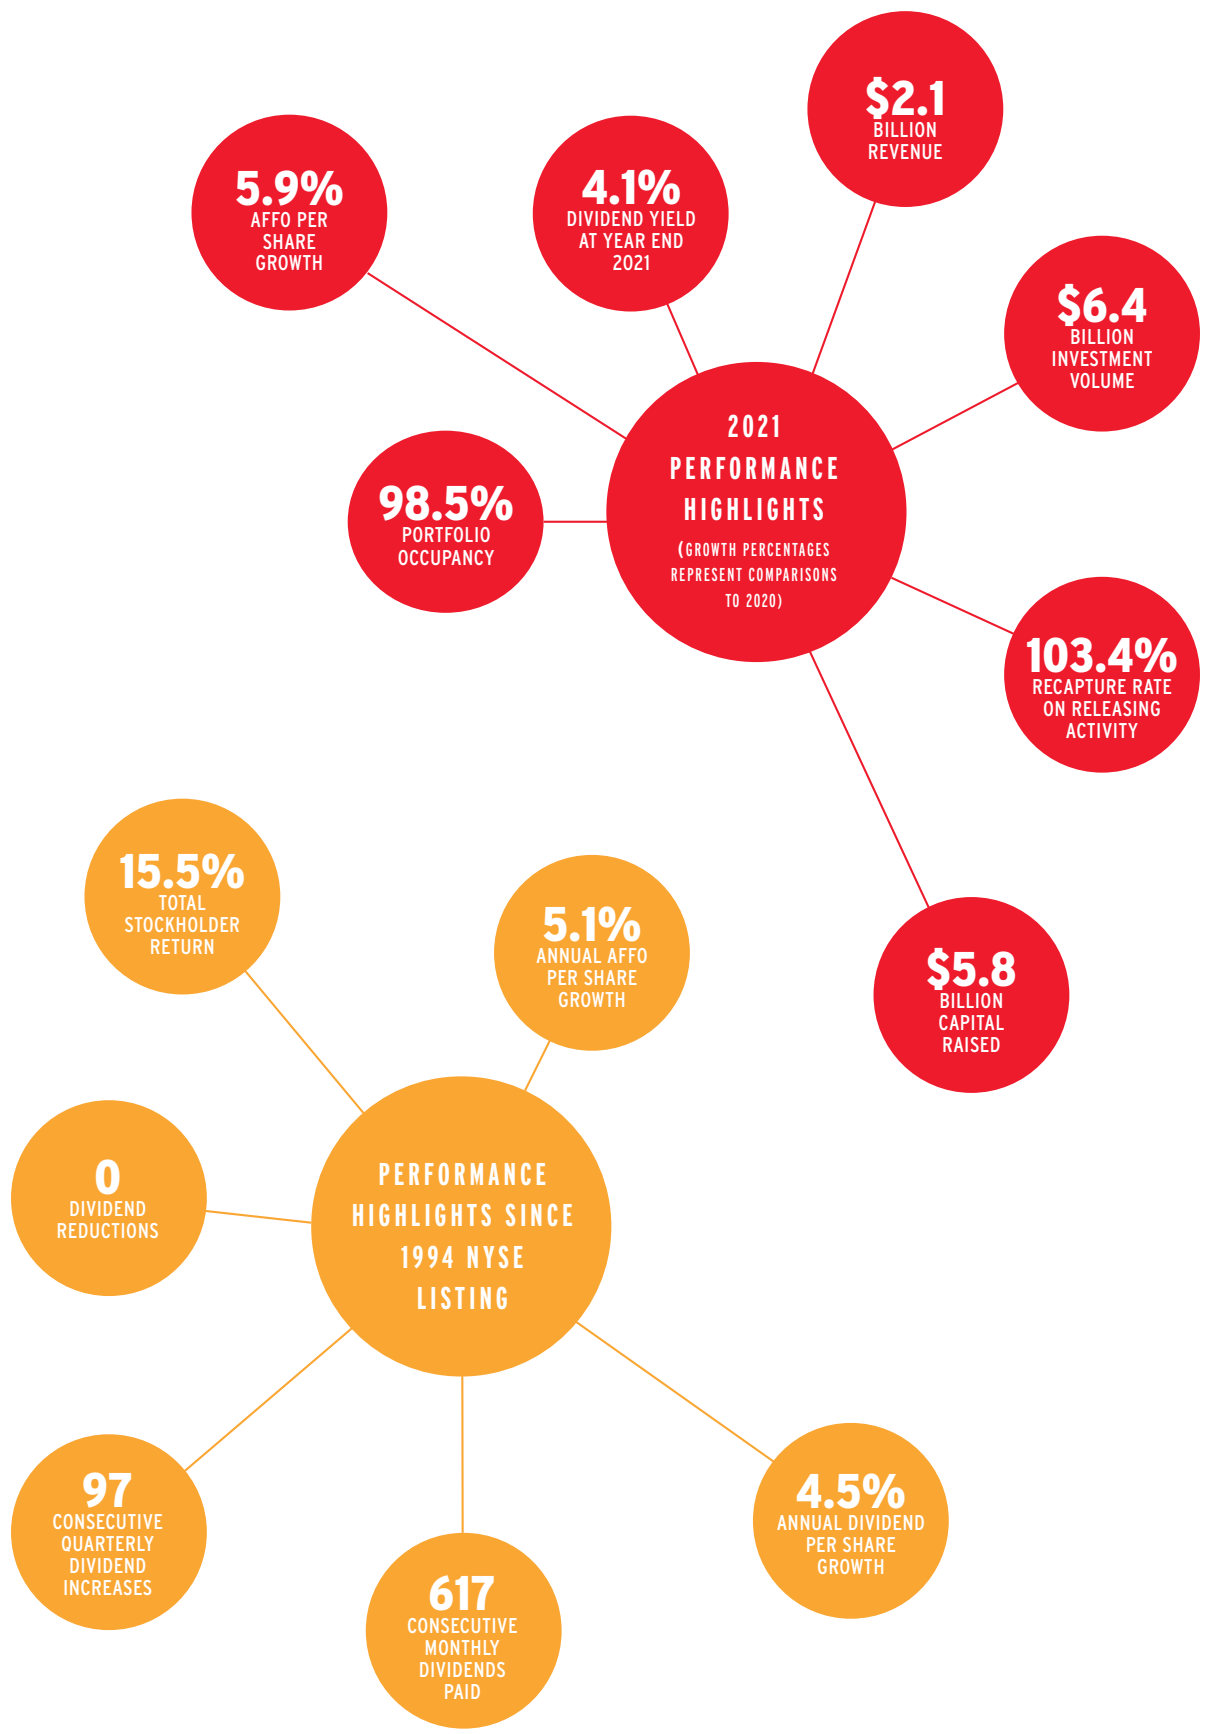 $2.1
BILLION
REVENUE
5.9%
AFFO PER
SHARE
GROWTH
4.1%
DIVIDEND YIELD
AT YEAR END
2021
$6.4
BILLION
INVESTMENT
VOLUME
2021
PERFORMANCE
HIGHLIGHTS
(GROWTH PERCENTAGES
REPRESENT COMPARISONS
TO 2020)
98.5%
PORTFOLIO
OCCUPANCY
103.4%
RECAPTURE RATE
ON RELEASING
ACTIVITY
$5.8
BILLION
CAPITAL
RAISED
15.5%
TOTAL
STOCKHOLDER
RETURN
5.1%
ANNUAL AFFO
PER SHARE
GROWTH
0
DIVIDEND
REDUCTIONS
PERFORMANCE
HIGHLIGHTS SINCE
1994 NYSE
LISTING
97
CONSECUTIVE
QUARTERLY
DIVIDEND
INCREASES
617
CONSECUTIVE
MONTHLY
DIVIDENDS
PAID
4.5%
ANNUAL DIVIDEND
PER SHARE
GROWTH